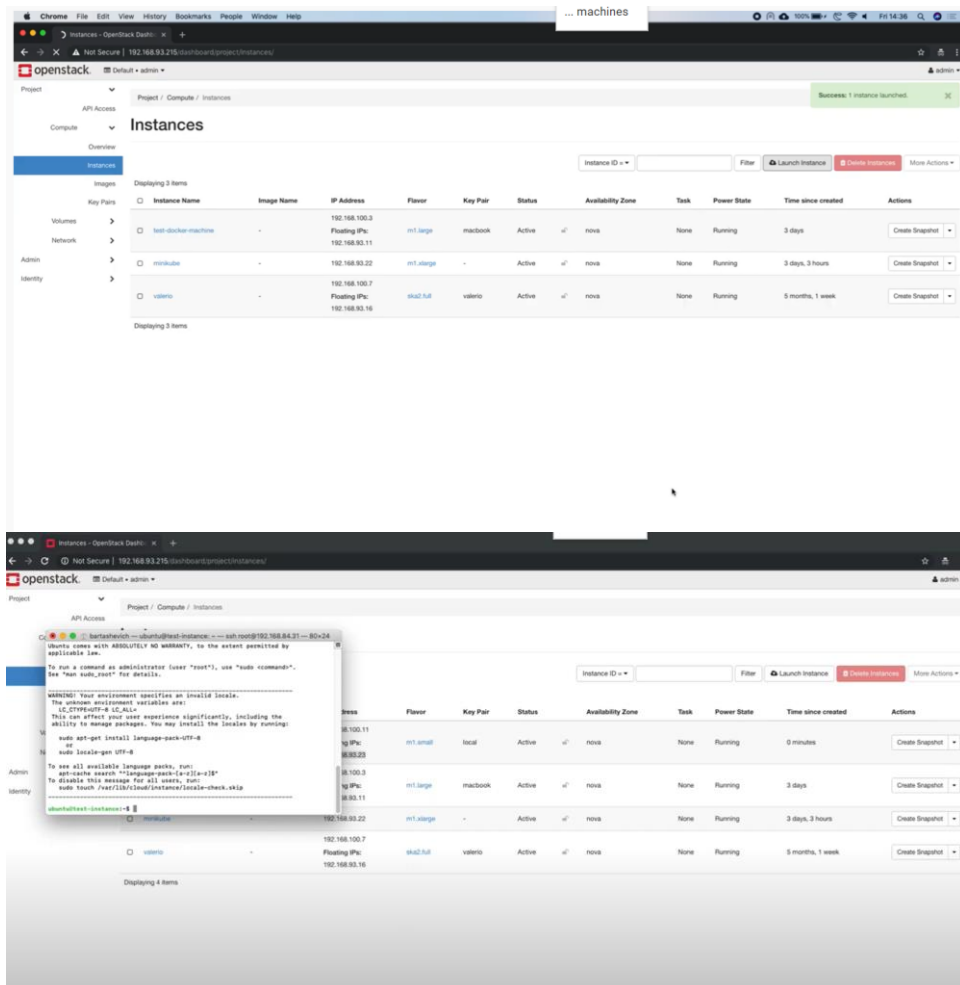 ... machines
Chrome File Edit View History Bookmarks People Window Help
100% Fri 14:36
Instances - OpenStack Dashbo × +
Not Secure | 192.168.93.215/dashboard/project/instances/
openstack. Default • admin admin
Project
API Access
Compute
Overview
Instances
Images
Key Pairs
Volumes
Network
Admin
Identity
Project / Compute / Instances
Success: 1 instance launched.
Instances
Instance ID = Filter Launch Instance Delete Instances More Actions
Displaying 3 items
Instance Name Image Name IP Address Flavor Key Pair Status Availability Zone Task Power State Time since created Actions
192.168.100.3
test-docker-machine - Floating IPs: m1.large macbook Active nova None Running 3 days Create Snapshot
192.168.93.11
minikube - 192.168.93.22 m1.xlarge - Active nova None Running 3 days, 3 hours Create Snapshot
192.168.100.7
valerio - Floating IPs: ska2.full valerio Active nova None Running 5 months, 1 week Create Snapshot
192.168.93.16
Displaying 3 items
Instances - OpenStack Dashbo × +
Not Secure | 192.168.93.215/dashboard/project/instances/
openstack. Default • admin admin
Project
API Access
Project / Compute / Instances
bartashevich — ubuntu@test-instance: ~ — ssh root@192.168.84.31 — 80×24
Ubuntu comes with ABSOLUTELY NO WARRANTY, to the extent permitted by
applicable law.
To run a command as administrator (user "root"), use "sudo <command>".
See "man sudo_root" for details.
WARNING! Your environment specifies an invalid locale.
The unknown environment variables are:
LC_CTYPE=UTF-8 LC_ALL=
This can affect your user experience significantly, including the
ability to manage packages. You may install the locales by running:
sudo apt-get install language-pack-UTF-8
or
sudo locale-gen UTF-8
To see all available language packs, run:
apt-cache search "^language-pack-[a-z][a-z]$"
To disable this message for all users, run:
sudo touch /var/lib/cloud/instance/locale-check.skip
ubuntu@test-instance:~$
Admin
Identity
Instance ID = Filter Launch Instance Delete Instances More Actions
Flavor Key Pair Status Availability Zone Task Power State Time since created Actions
m1.small local Active nova None Running 0 minutes Create Snapshot
m1.large macbook Active nova None Running 3 days Create Snapshot
minikube - 192.168.93.22 m1.xlarge - Active nova None Running 3 days, 3 hours Create Snapshot
192.168.100.7
valerio - Floating IPs: ska2.full valerio Active nova None Running 5 months, 1 week Create Snapshot
192.168.93.16
Displaying 4 items